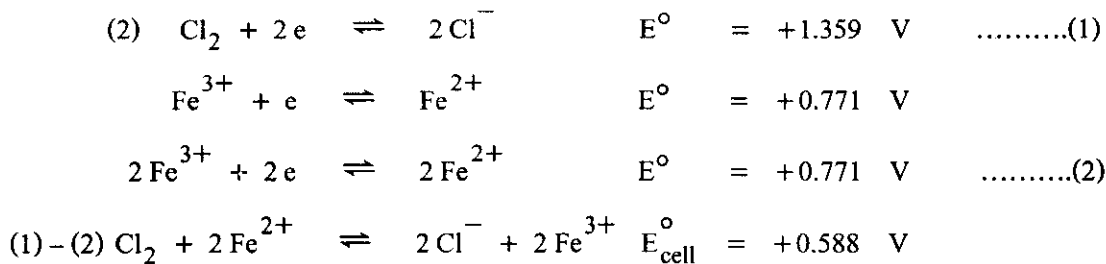 (2) Cl₂ + 2 e ⇌ 2 Cl⁻ E° = +1.359 V ..........(1)
Fe³⁺ + e ⇌ Fe²⁺ E° = +0.771 V
2 Fe³⁺ + 2 e ⇌ 2 Fe²⁺ E° = +0.771 V ..........(2)
(1) – (2) Cl₂ + 2 Fe²⁺ ⇌ 2 Cl⁻ + 2 Fe³⁺ E°cell = +0.588 V